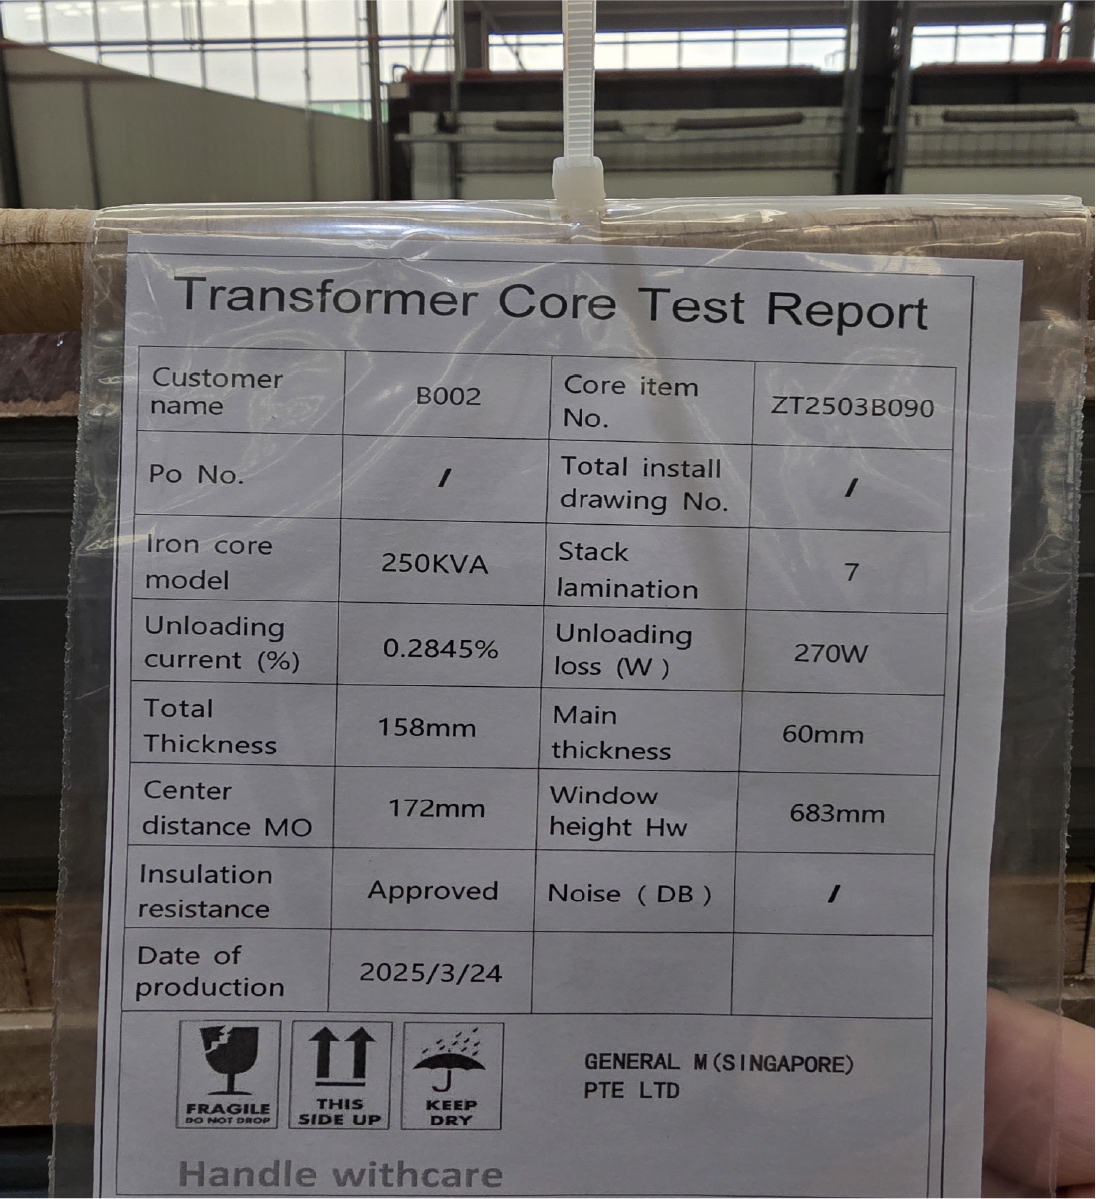 Transformer Core Test Report
Customer name
B002
Core item No.
ZT2503B090
Po No.
/
Total install drawing No.
/
Iron core model
250KVA
Stack lamination
7
Unloading current (%)
0.2845%
Unloading loss (W )
270W
Total Thickness
158mm
Main thickness
60mm
Center distance MO
172mm
Window height Hw
683mm
Insulation resistance
Approved
Noise ( DB )
/
Date of production
2025/3/24
FRAGILE
DO NOT DROP
THIS
SIDE UP
KEEP
DRY
GENERAL M(SINGAPORE)
PTE LTD
Handle withcare